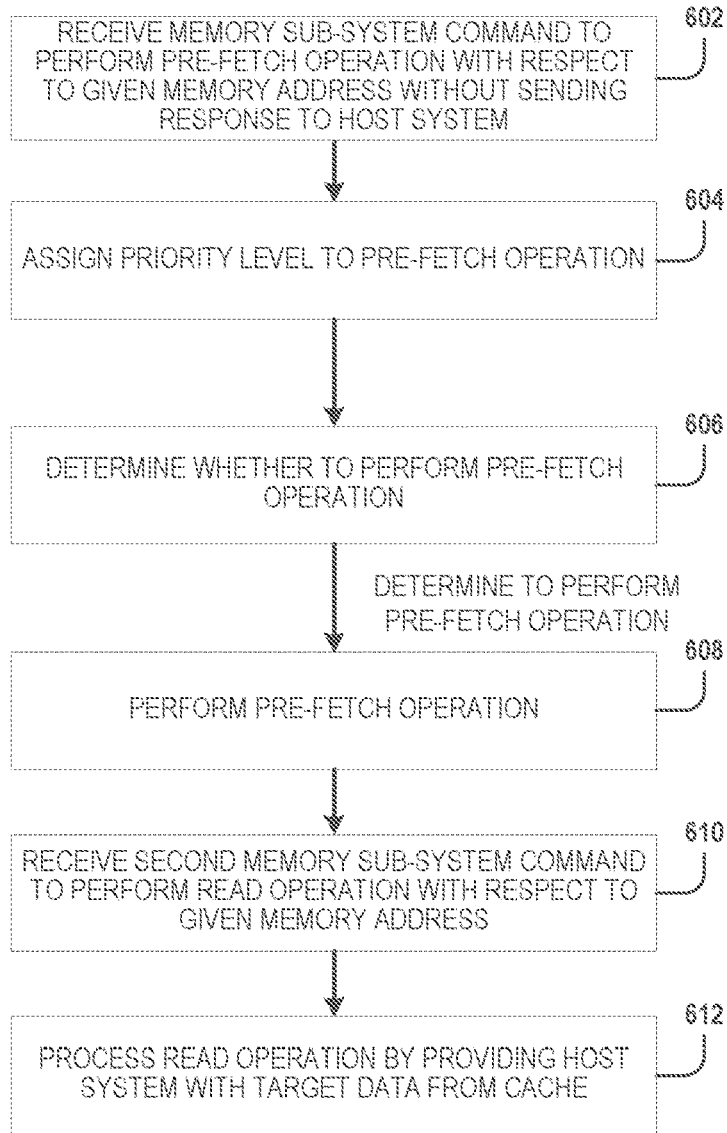 602
RECEIVE MEMORY SUB-SYSTEM COMMAND TO
PERFORM PRE-FETCH OPERATION WITH RESPECT
TO GIVEN MEMORY ADDRESS WITHOUT SENDING
RESPONSE TO HOST SYSTEM
604
ASSIGN PRIORITY LEVEL TO PRE-FETCH OPERATION
606
DETERMINE WHETHER TO PERFORM PRE-FETCH
OPERATION
DETERMINE TO PERFORM
PRE-FETCH OPERATION
608
PERFORM PRE-FETCH OPERATION
610
RECEIVE SECOND MEMORY SUB-SYSTEM COMMAND
TO PERFORM READ OPERATION WITH RESPECT TO
GIVEN MEMORY ADDRESS
612
PROCESS READ OPERATION BY PROVIDING HOST
SYSTEM WITH TARGET DATA FROM CACHE